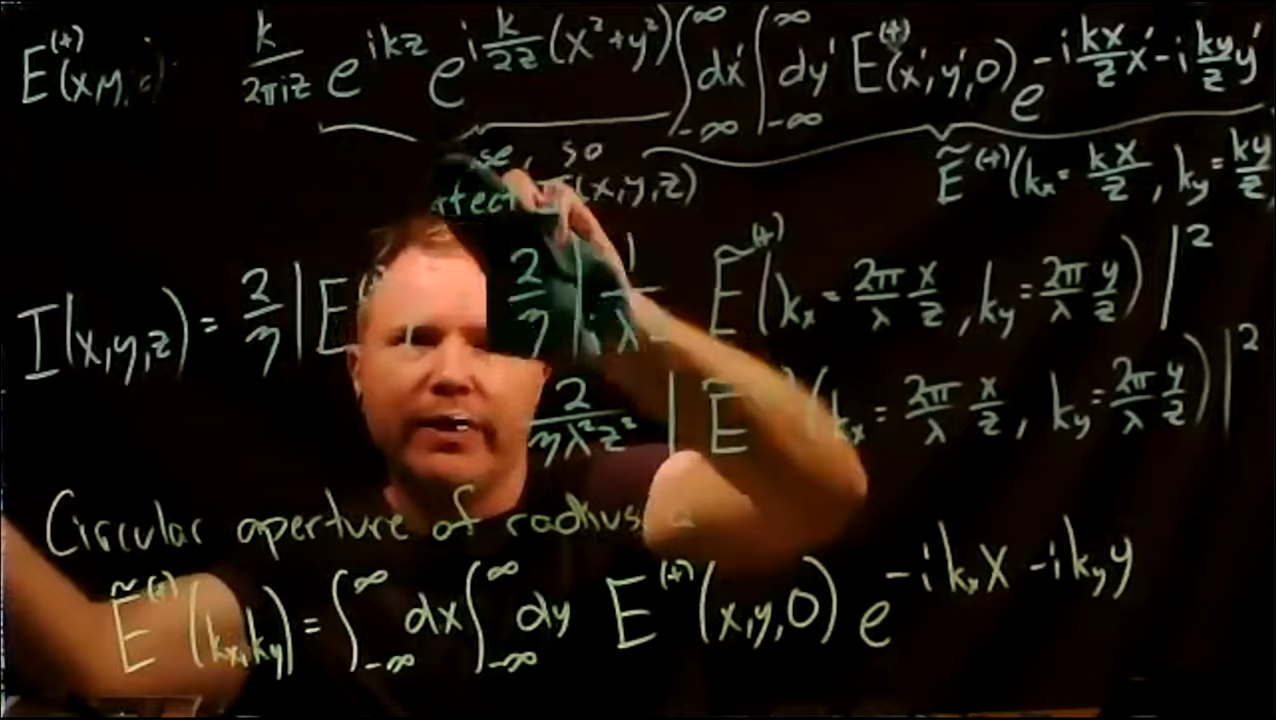 E^(+)(x,y, k/(2πiz) e^{ikz} e^{i k/(2z) (x²+y²)} ∫_{-∞}^{∞} dx' ∫_{-∞}^{∞} dy' E^(+)(x',y',0) e^{-i (kx/z) x' - i (ky/z) y'}
so Ẽ^(+)(k_x = kx/z, k_y = ky/z
(x,y,z)
I(x,y,z) = 2/η |E 2/η | 1/λ Ẽ^(+)(k_x = 2π/λ x/z, k_y = 2π/λ y/z)|²
2/(ηλ²z²) | Ẽ (k_x = 2π/λ x/z, k_y = 2π/λ y/z)|²
Circular aperture of radius a
Ẽ^(+)(k_x,k_y) = ∫_{-∞}^{∞} dx ∫_{-∞}^{∞} dy E^(+)(x,y,0) e^{-ik_x x - ik_y y}